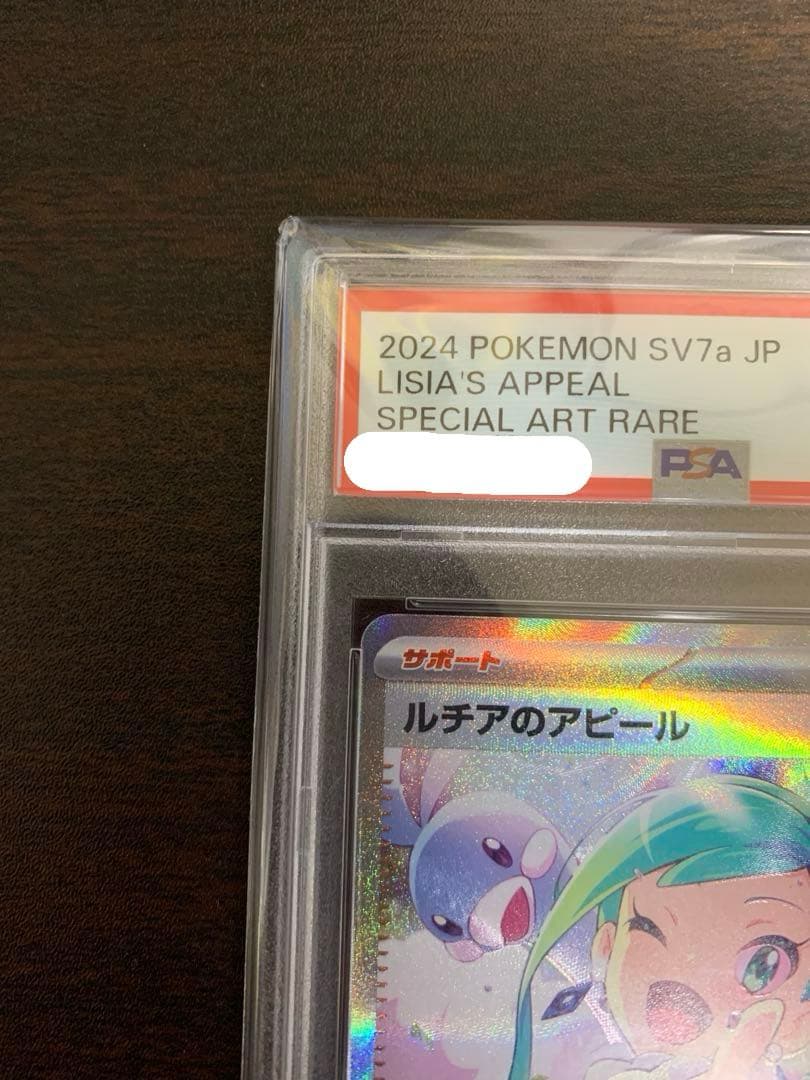 2024 POKEMON SV7a JP
LISIA'S APPEAL
SPECIAL ART RARE
PSA
サポート
ルチアのアピール